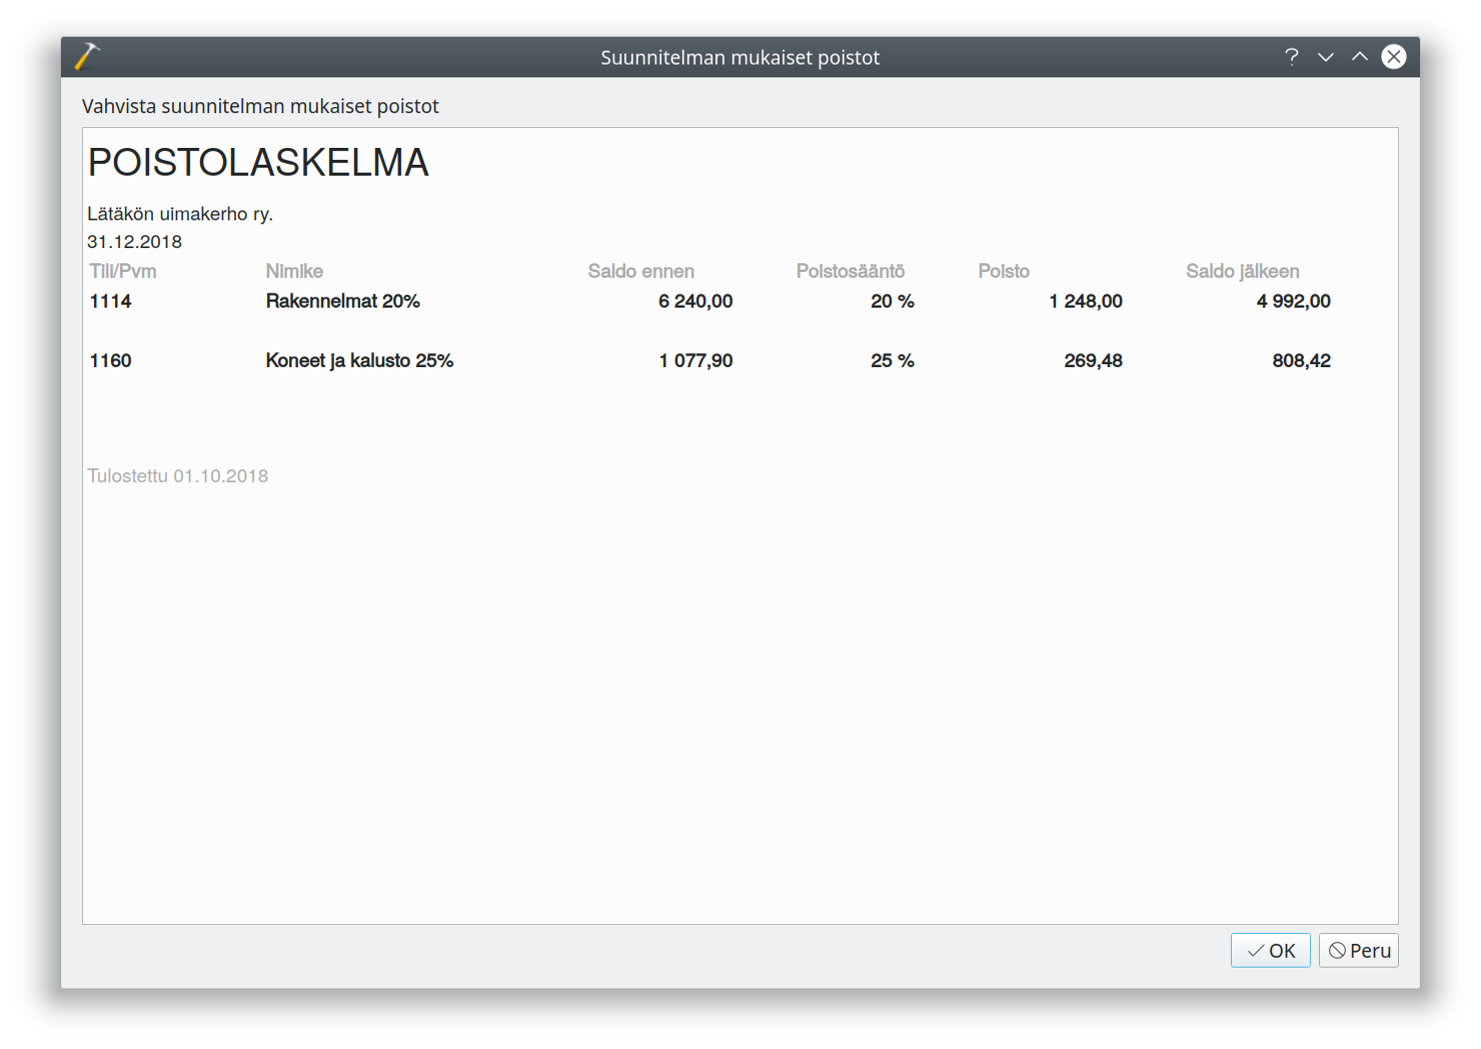 Suunnitelman mukaiset poistot
Vahvista suunnitelman mukaiset poistot
POISTOLASKELMA
Lätäkön uimakerho ry.
31.12.2018
Tili/Pvm Nimike Saldo ennen Poistosääntö Poisto Saldo jälkeen
1114 Rakennelmat 20% 6 240,00 20 % 1 248,00 4 992,00
1160 Koneet ja kalusto 25% 1 077,90 25 % 269,48 808,42
Tulostettu 01.10.2018
OK Peru